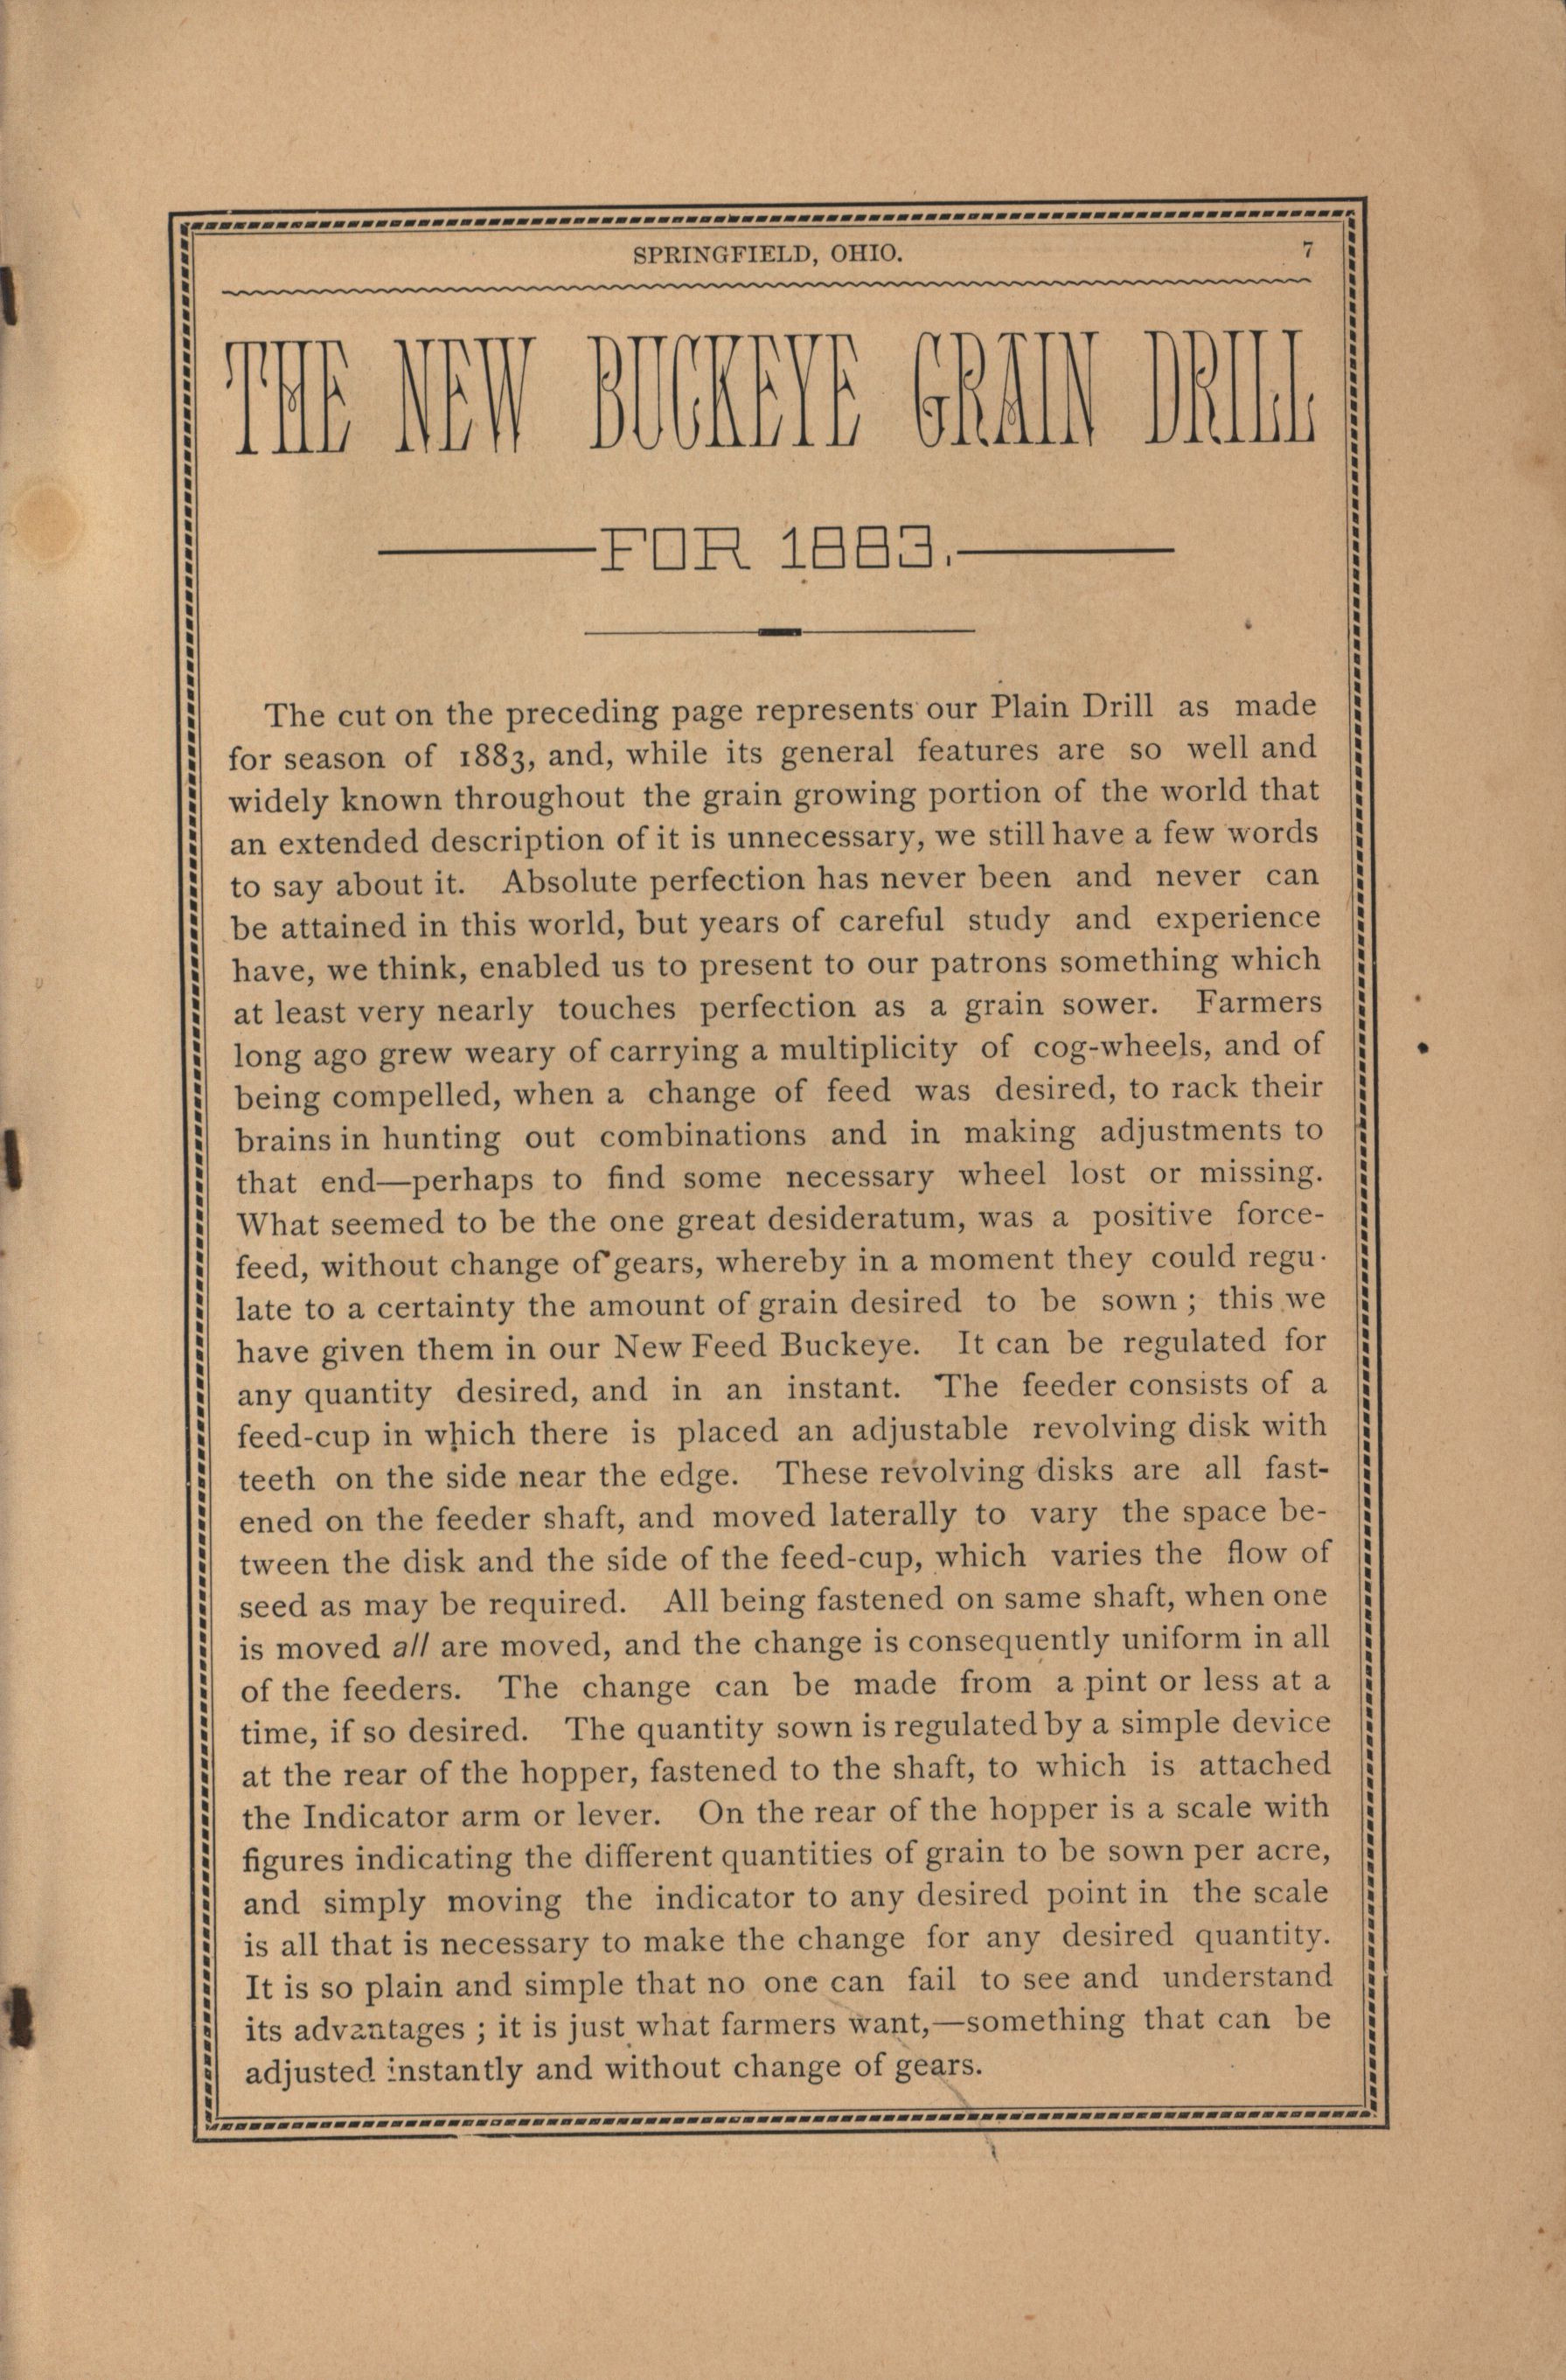 SPRINGFIELD, OHIO. 7
THE NEW BUCKEYE GRAIN DRILL
FOR 1883.
The cut on the preceding page represents our Plain Drill as made
for season of 1883, and, while its general features are so well and
widely known throughout the grain growing portion of the world that
an extended description of it is unnecessary, we still have a few words
to say about it. Absolute perfection has never been and never can
be attained in this world, but years of careful study and experience
have, we think, enabled us to present to our patrons something which
at least very nearly touches perfection as a grain sower. Farmers
long ago grew weary of carrying a multiplicity of cog-wheels, and of
being compelled, when a change of feed was desired, to rack their
brains in hunting out combinations and in making adjustments to
that end—perhaps to find some necessary wheel lost or missing.
What seemed to be the one great desideratum, was a positive force-
feed, without change of gears, whereby in a moment they could regu-
late to a certainty the amount of grain desired to be sown ; this we
have given them in our New Feed Buckeye. It can be regulated for
any quantity desired, and in an instant. The feeder consists of a
feed-cup in which there is placed an adjustable revolving disk with
teeth on the side near the edge. These revolving disks are all fast-
ened on the feeder shaft, and moved laterally to vary the space be-
tween the disk and the side of the feed-cup, which varies the flow of
seed as may be required. All being fastened on same shaft, when one
is moved all are moved, and the change is consequently uniform in all
of the feeders. The change can be made from a pint or less at a
time, if so desired. The quantity sown is regulated by a simple device
at the rear of the hopper, fastened to the shaft, to which is attached
the Indicator arm or lever. On the rear of the hopper is a scale with
figures indicating the different quantities of grain to be sown per acre,
and simply moving the indicator to any desired point in the scale
is all that is necessary to make the change for any desired quantity.
It is so plain and simple that no one can fail to see and understand
its advantages ; it is just what farmers want,—something that can be
adjusted instantly and without change of gears.